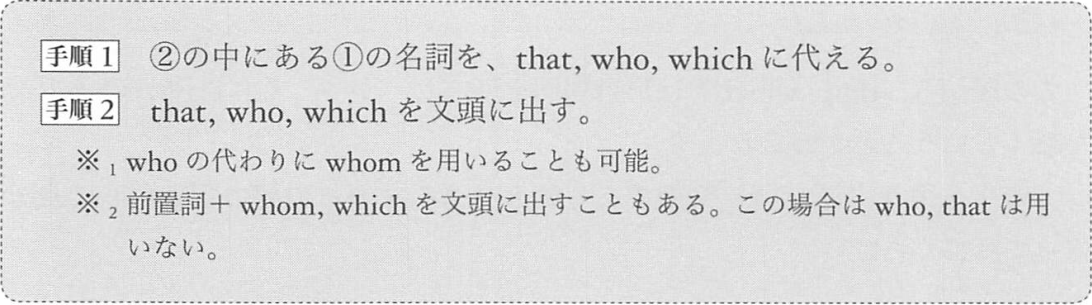 手順1 ②の中にある①の名詞を、that, who, which に代える。
手順2 that, who, which を文頭に出す。
※1 who の代わりに whom を用いることも可能。
※2 前置詞+ whom, which を文頭に出すこともある。この場合は who, that は用
いない。